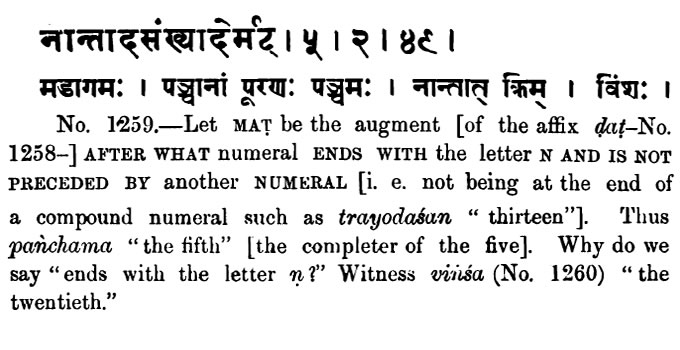 नान्तादसंख्यादेर्मट् । ५ । २ । ४९ ।
मडागमः । पञ्चानां पूरणः पञ्चमः । नान्तात् किम् । विंशः ।
No. 1259.—Let MAṬ be the augment [of the affix ḍaṭ–No.
1258–] AFTER WHAT numeral ENDS WITH the letter N AND IS NOT
PRECEDED BY another NUMERAL [i. e. not being at the end of
a compound numeral such as trayodaśan “ thirteen”]. Thus
pañchama “the fifth” [the completer of the five]. Why do we
say “ends with the letter ṇ?” Witness viṅśa (No. 1260) “the
twentieth.”